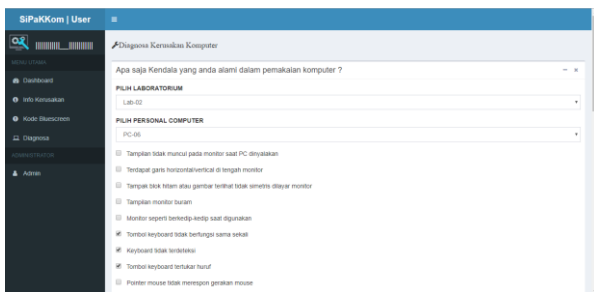 SiPaKKom | User
MENU UTAMA
Dashboard
Info Kerusakan
Kode Bluescreen
Diagnosa
ADMINISTRATOR
Admin
Diagnosa Kerusakan Komputer
Apa saja Kendala yang anda alami dalam pemakaian komputer ?
PILIH LABORATORIUM
Lab-02
PILIH PERSONAL COMPUTER
PC-06
Tampilan tidak muncul pada monitor saat PC dinyalakan
Terdapat garis horizontal/vertical di tengah monitor
Tampak blok hitam atau gambar terlihat tidak simetris dilayar monitor
Tampilan monitor buram
Monitor seperti berkedip-kedip saat digunakan
Tombol keyboard tidak berfungsi sama sekali
Keyboard tidak terdeteksi
Tombol keyboard tertukar huruf
Pointer mouse tidak merespon gerakan mouse